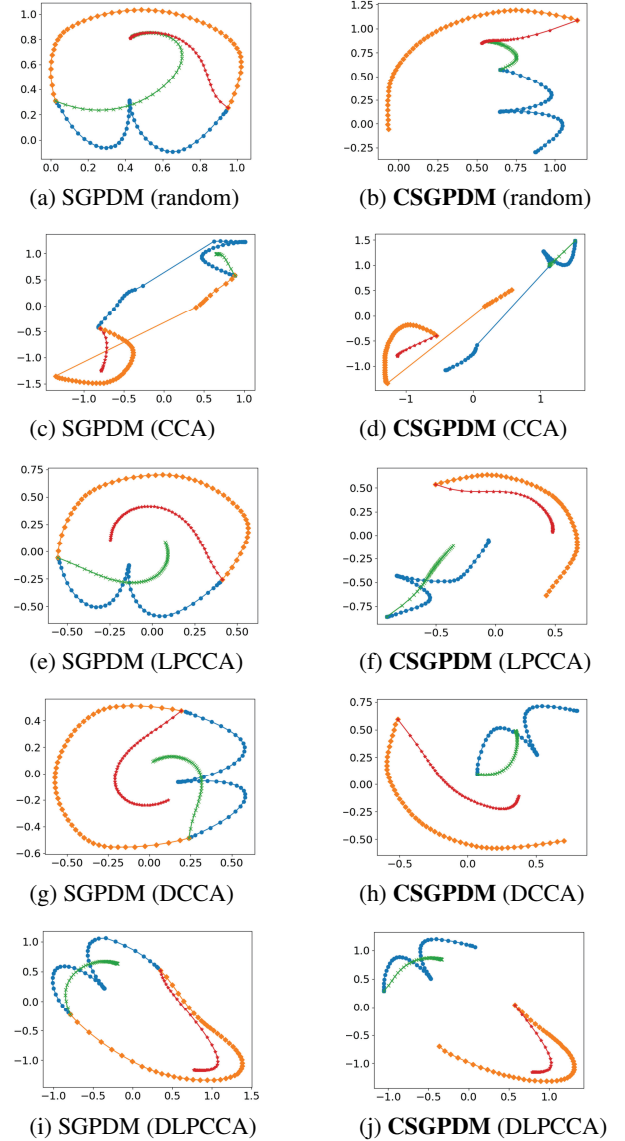 1.0
0.8
0.6
0.4
0.2
0.0
0.0 0.2 0.4 0.6 0.8 1.0
(a) SGPDM (random)
1.25
1.00
0.75
0.50
0.25
0.00
−0.25
0.00 0.25 0.50 0.75 1.00
(b) CSGPDM (random)
1.0
0.5
0.0
−0.5
−1.0
−1.5
−1.0 −0.5 0.0 0.5 1.0
(c) SGPDM (CCA)
1.5
1.0
0.5
0.0
−0.5
−1.0
−1 0 1
(d) CSGPDM (CCA)
0.75
0.50
0.25
0.00
−0.25
−0.50
−0.50 −0.25 0.00 0.25 0.50
(e) SGPDM (LPCCA)
0.50
0.25
0.00
−0.25
−0.50
−0.75
−0.5 0.0 0.5
(f) CSGPDM (LPCCA)
0.4
0.2
0.0
−0.2
−0.4
−0.6
−0.50 −0.25 0.00 0.25 0.50
(g) SGPDM (DCCA)
0.75
0.50
0.25
0.00
−0.25
−0.50
−0.5 0.0 0.5
(h) CSGPDM (DCCA)
1.0
0.5
0.0
−0.5
−1.0
−1.0 −0.5 0.0 0.5 1.0 1.5
(i) SGPDM (DLPCCA)
1.0
0.5
0.0
−0.5
−1.0
−1.0 −0.5 0.0 0.5 1.0
(j) CSGPDM (DLPCCA)